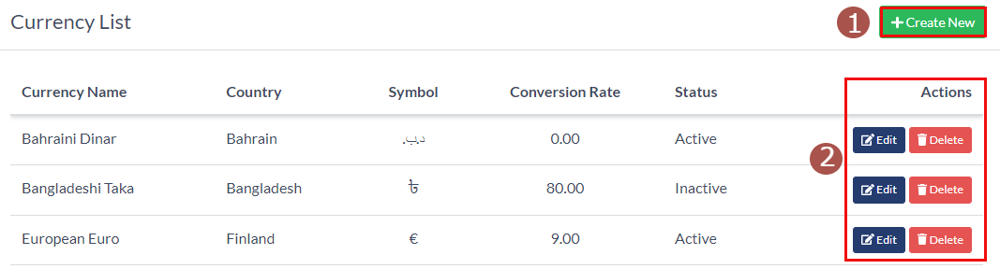 Currency List
1
Create New
Currency Name Country Symbol Conversion Rate Status Actions
Bahraini Dinar Bahrain .د.ب 0.00 Active Edit Delete
2
Bangladeshi Taka Bangladesh ৳ 80.00 Inactive Edit Delete
European Euro Finland € 9.00 Active Edit Delete